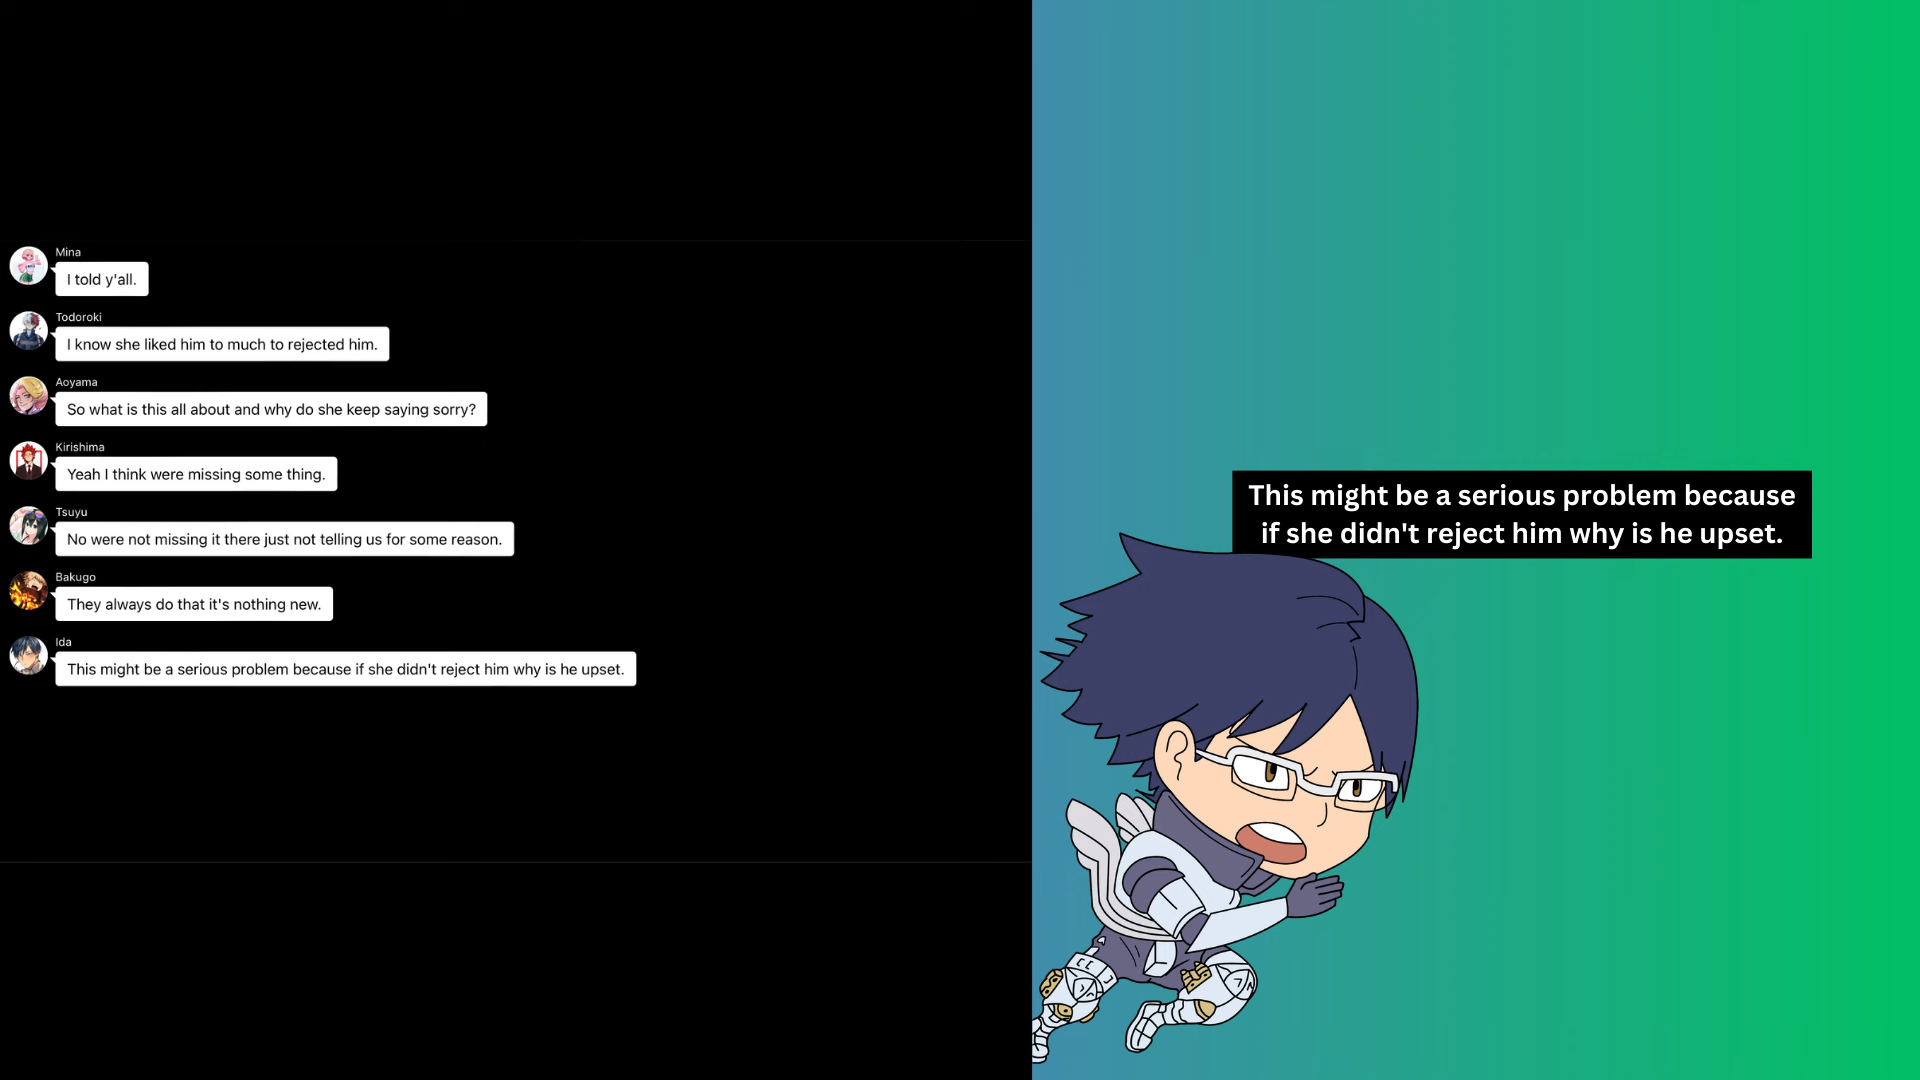 Mina
I told y'all.
Todoroki
I know she liked him to much to rejected him.
Aoyama
So what is this all about and why do she keep saying sorry?
Kirishima
Yeah I think were missing some thing.
Tsuyu
No were not missing it there just not telling us for some reason.
Bakugo
They always do that it's nothing new.
Ida
This might be a serious problem because if she didn't reject him why is he upset.
This might be a serious problem because
if she didn't reject him why is he upset.